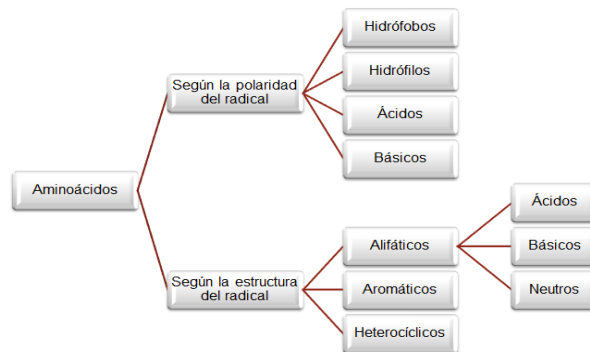 Aminoácidos
Según la polaridad
del radical
Hidrófobos
Hidrófilos
Ácidos
Básicos
Según la estructura
del radical
Alifáticos
Ácidos
Básicos
Neutros
Aromáticos
Heterocíclicos